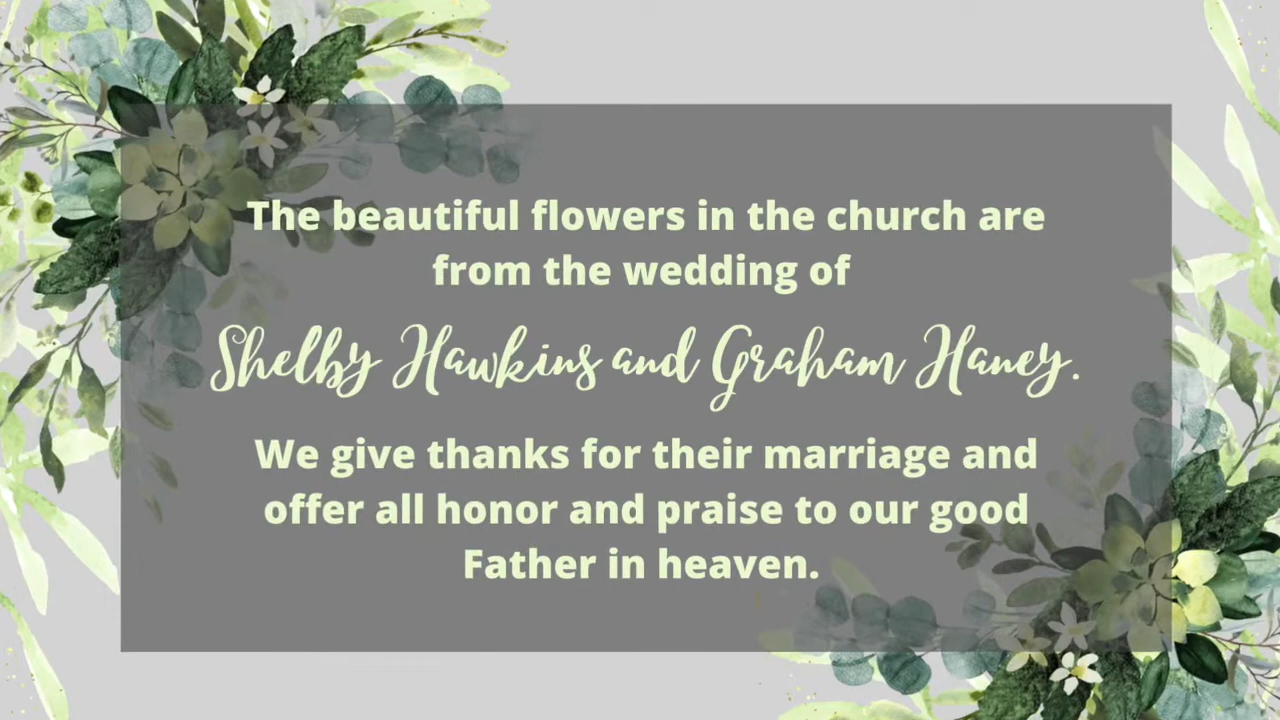 The beautiful flowers in the church are
from the wedding of
Shelby Hawkins and Graham Haney.
We give thanks for their marriage and
offer all honor and praise to our good
Father in heaven.